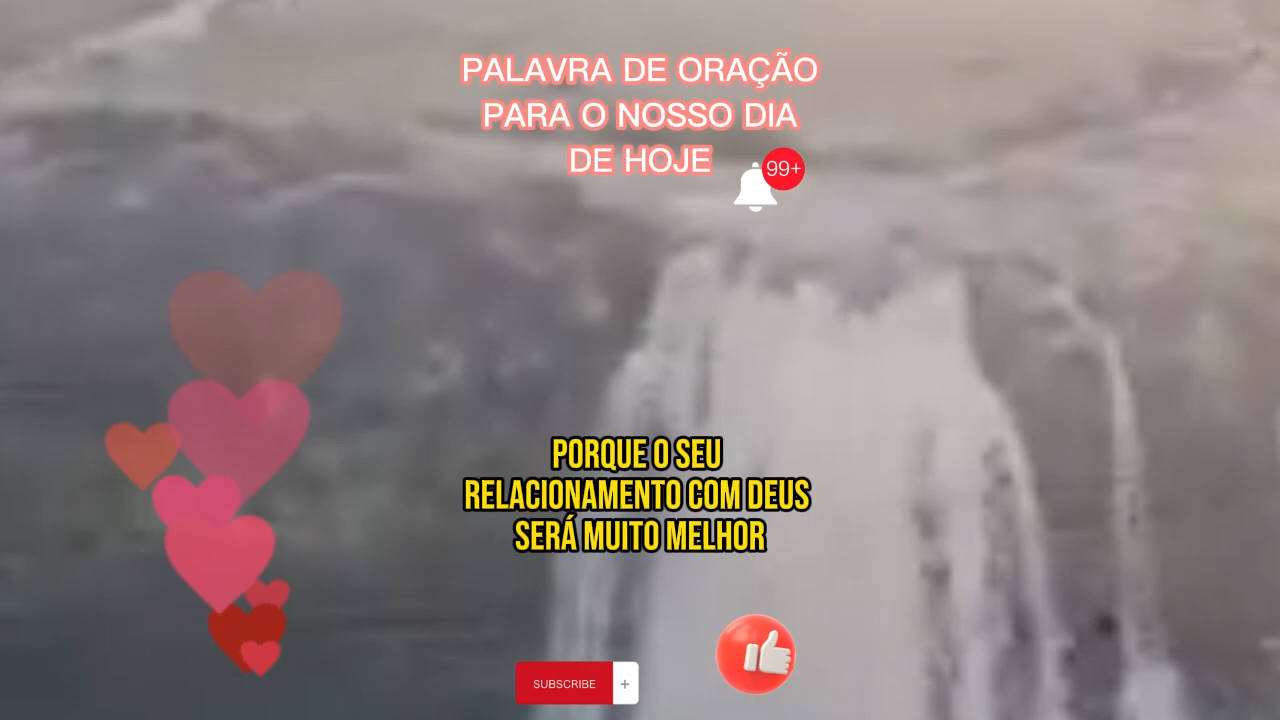 PALAVRA DE ORAÇÃO
PARA O NOSSO DIA
DE HOJE
99+
PORQUE O SEU
RELACIONAMENTO COM DEUS
SERÁ MUITO MELHOR
SUBSCRIBE +